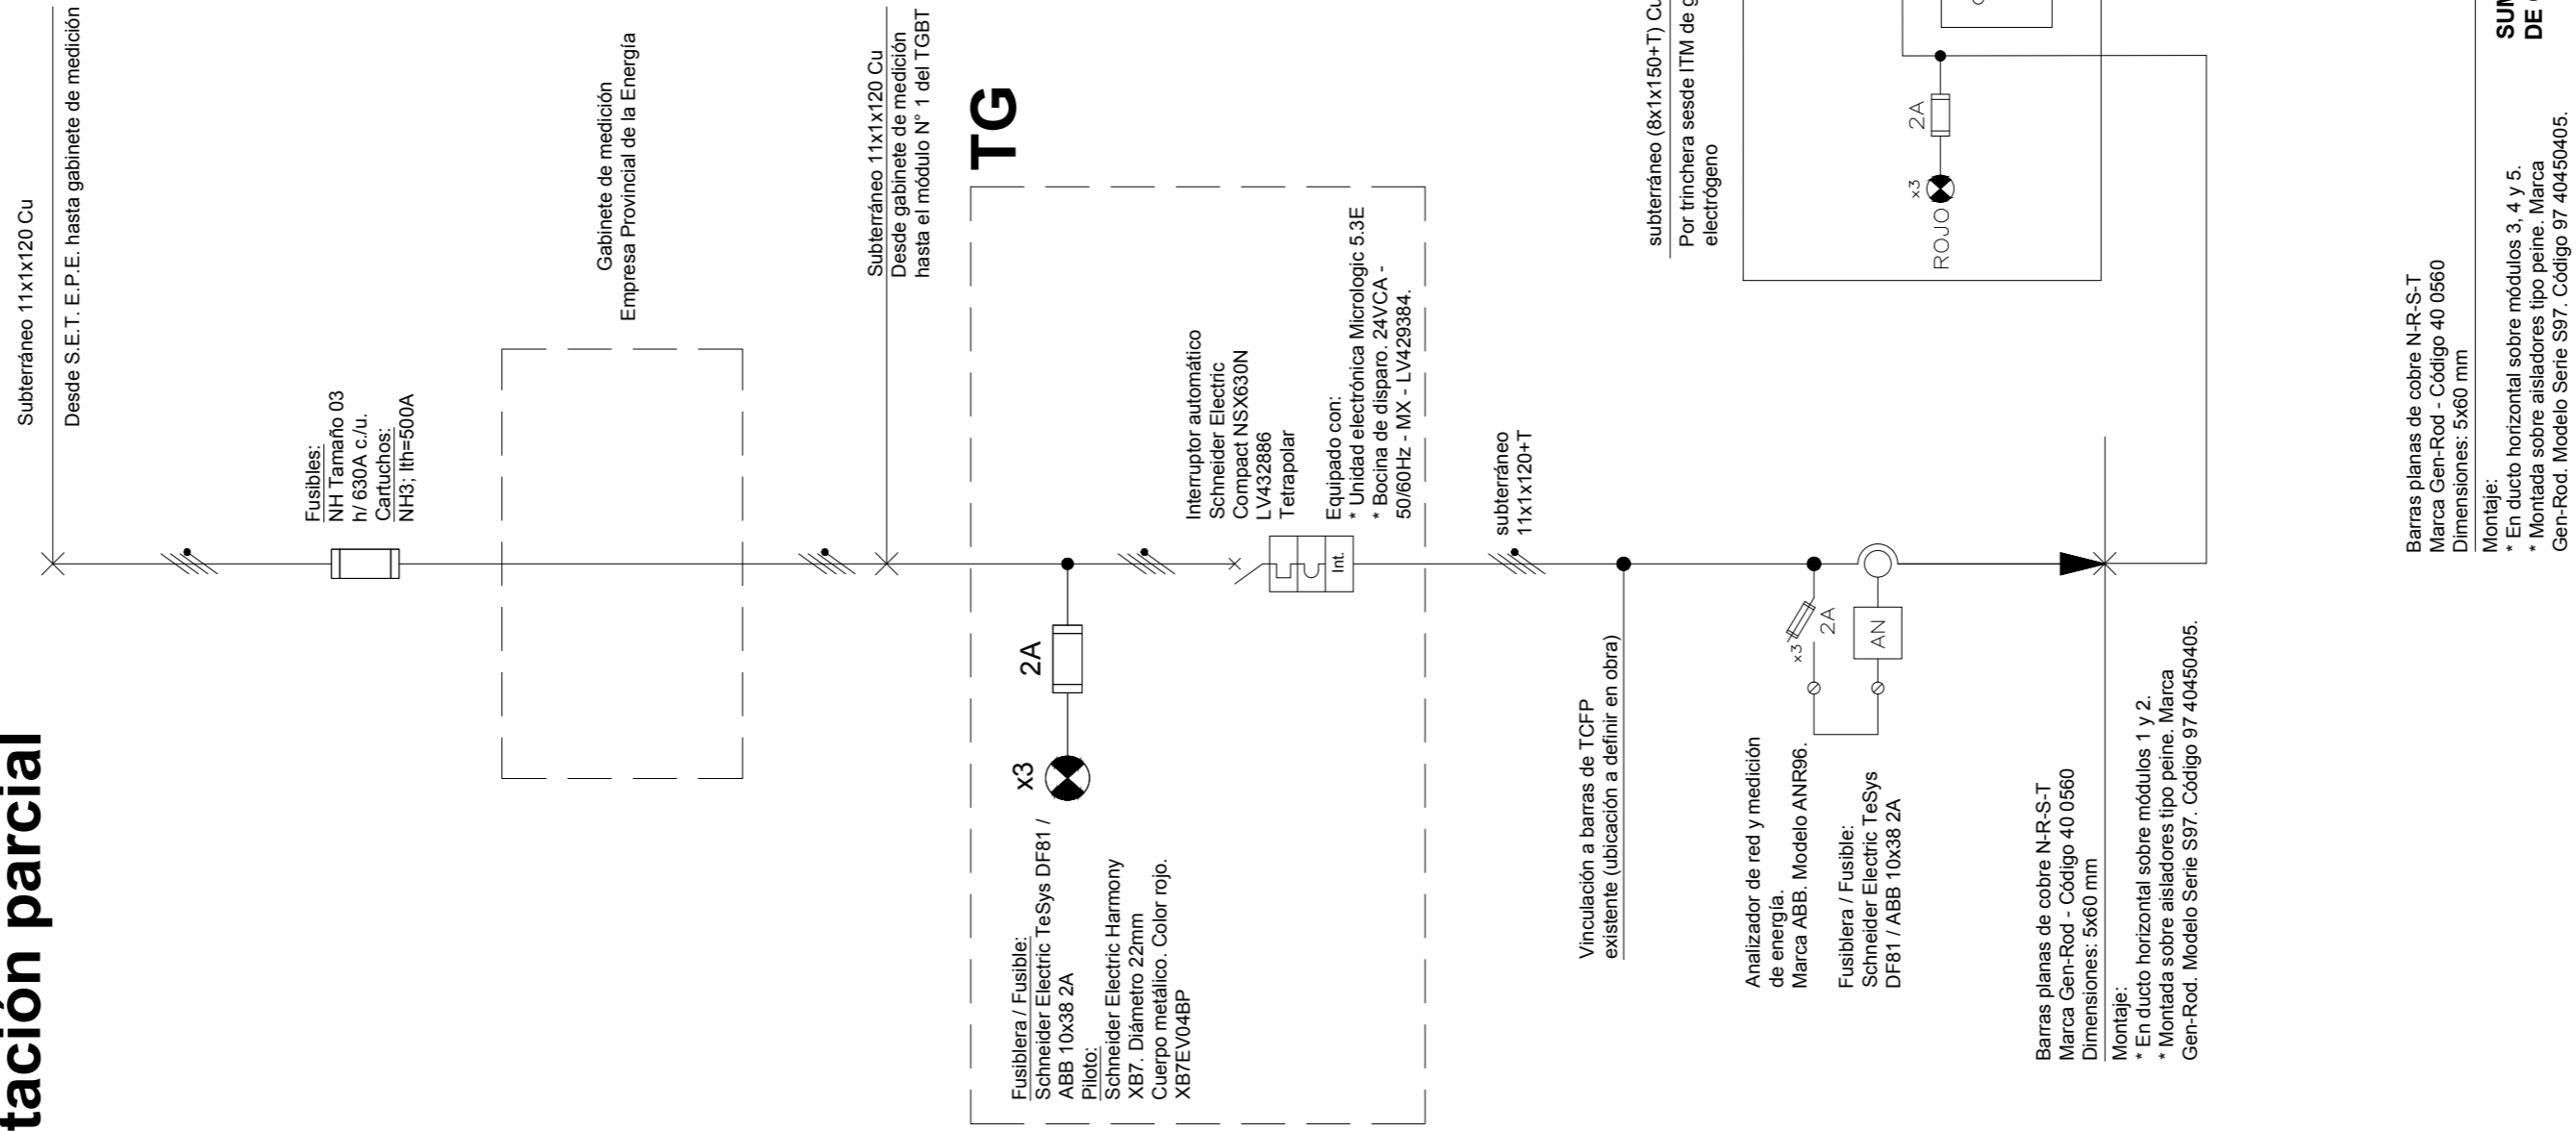 tación parcial
Subterráneo 11x1x120 Cu
Desde S.E.T. E.P.E. hasta gabinete de medición
Fusibles:
NH Tamaño 03
h/ 630A c./u.
Cartuchos:
NH3; Ith=500A
Gabinete de medición
Empresa Provincial de la Energía
Subterráneo 11x1x120 Cu
Desde gabinete de medición
hasta el módulo N° 1 del TGBT
TG
2A
x3
Fusiblera / Fusible:
Schneider Electric TeSys DF81 /
ABB 10x38 2A
Piloto:
Schneider Electric Harmony
XB7. Diámetro 22mm
Cuerpo metálico. Color rojo.
XB7EV04BP
Interruptor automático
Schneider Electric
Compact NSX630N
LV432886
Tetrapolar
Equipado con:
* Unidad electrónica Micrologic 5.3E
* Bocina de disparo. 24VCA -
50/60Hz - MX - LV429384.
Int.
subterráneo
11x1x120+T
Vinculación a barras de TCFP
existente (ubicación a definir en obra)
subterráneo (8x1x150+T) Cu
Por trinchera sesde ITM de g
electrógeno
x3
2A
AN
Analizador de red y medición
de energía.
Marca ABB. Modelo ANR96.
Fusiblera / Fusible:
Schneider Electric TeSys
DF81 / ABB 10x38 2A
2A
x3
ROJO
Barras planas de cobre N-R-S-T
Marca Gen-Rod - Código 40 0560
Dimensiones: 5x60 mm
Montaje:
* En ducto horizontal sobre módulos 1 y 2.
* Montada sobre aisladores tipo peine. Marca
Gen-Rod. Modelo Serie S97. Código 97 40450405.
Barras planas de cobre N-R-S-T
Marca Gen-Rod - Código 40 0560
Dimensiones: 5x60 mm
Montaje:
* En ducto horizontal sobre módulos 3, 4 y 5.
* Montada sobre aisladores tipo peine. Marca
Gen-Rod. Modelo Serie S97. Código 97 40450405.
SUM
DE